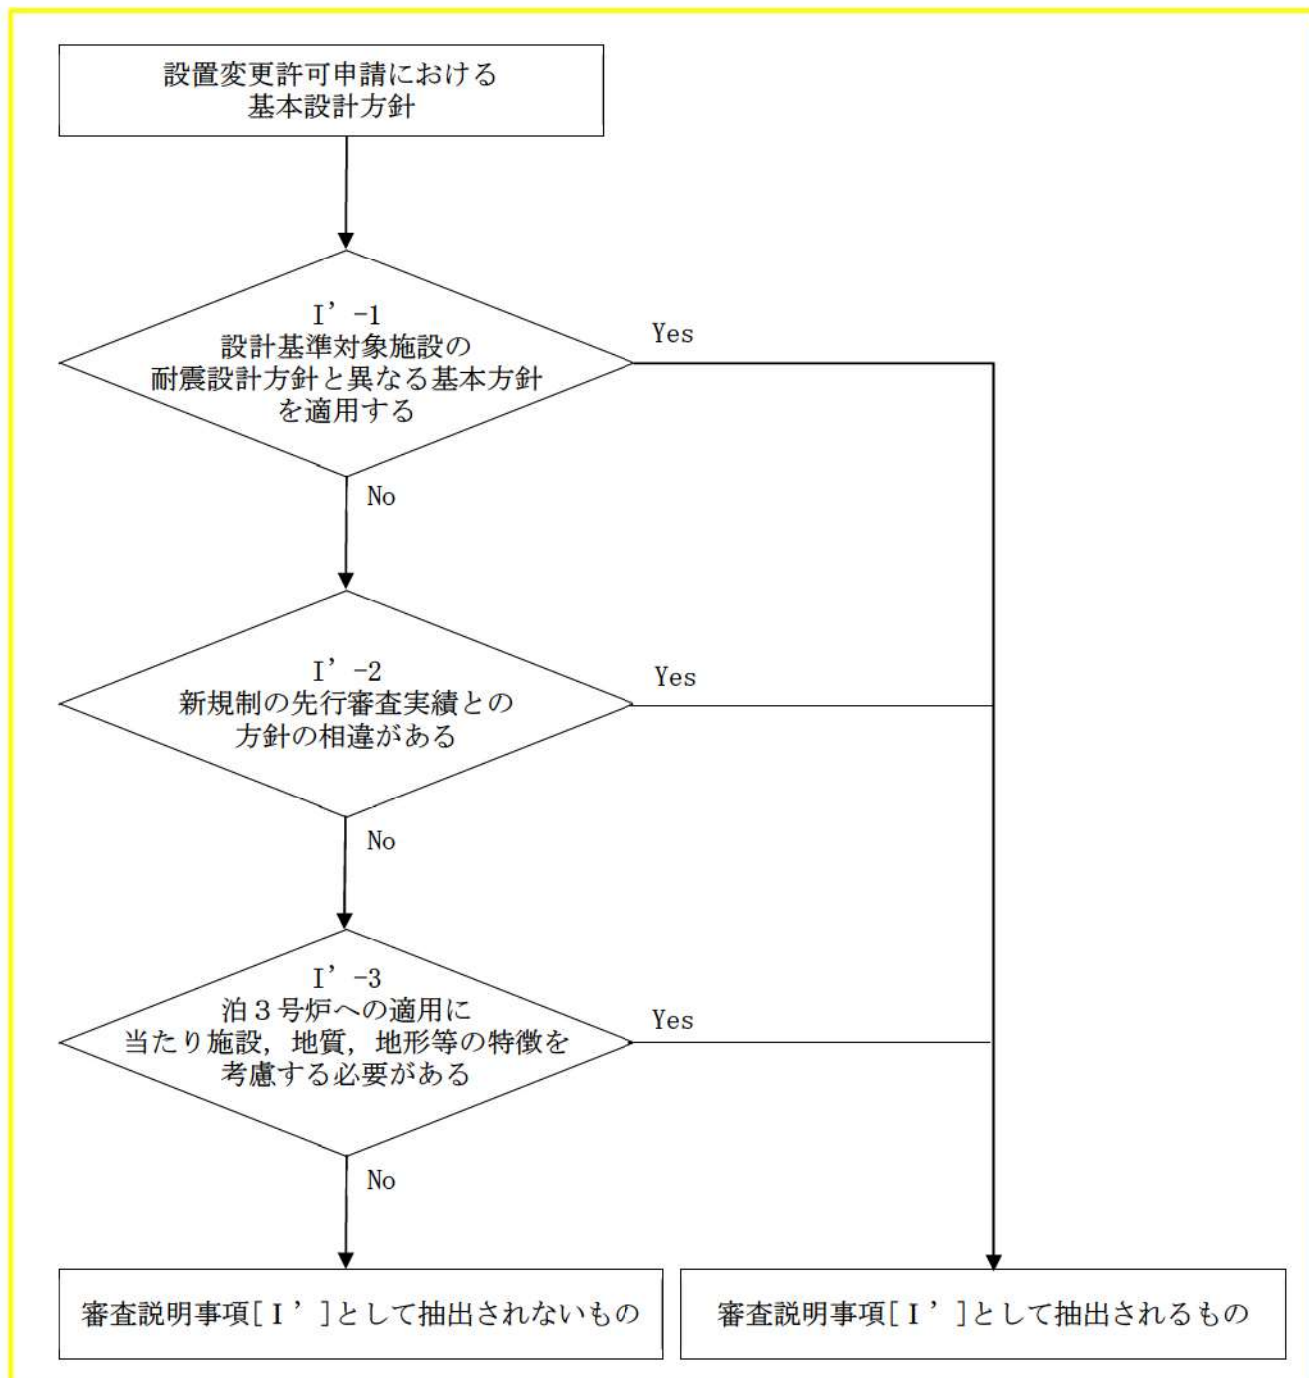 設置変更許可申請における
基本設計方針
Ⅰ’-1
設計基準対象施設の
耐震設計方針と異なる基本方針
を適用する
Yes
No
Ⅰ’-2
新規制の先行審査実績との
方針の相違がある
Yes
No
Ⅰ’-3
泊3号炉への適用に
当たり施設，地質，地形等の特徴を
考慮する必要がある
Yes
No
審査説明事項[Ⅰ’]として抽出されないもの
審査説明事項[Ⅰ’]として抽出されるもの